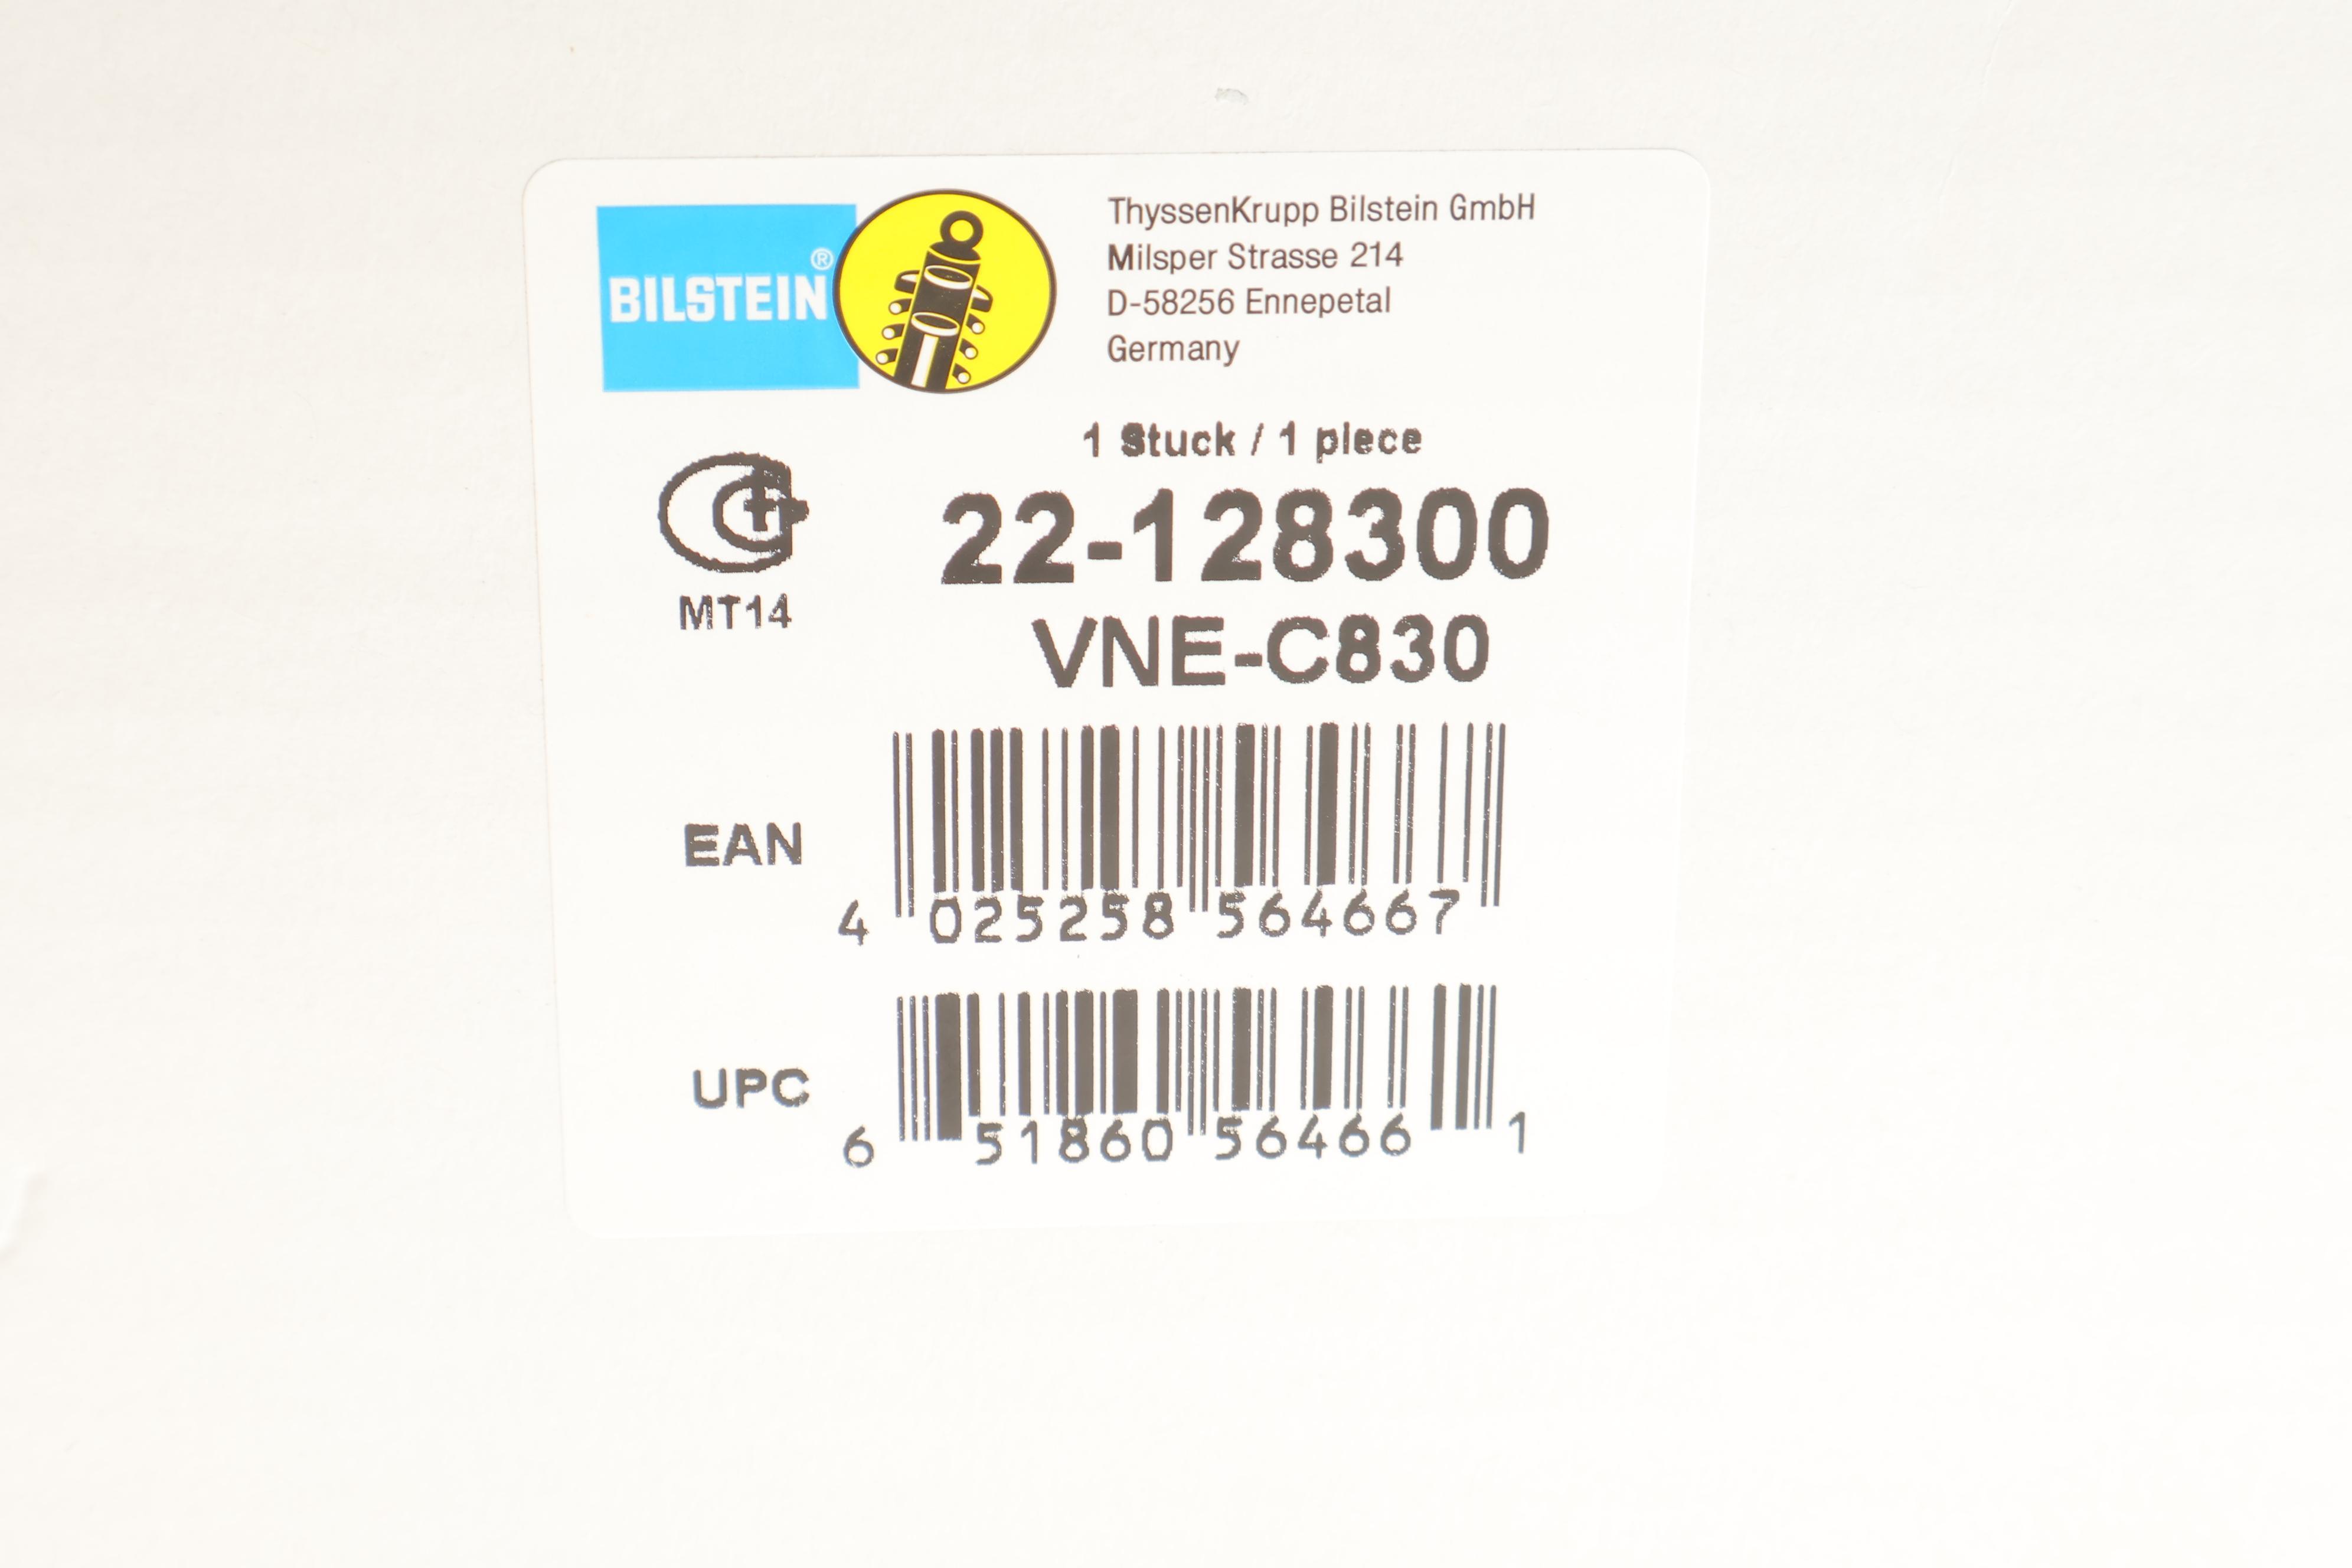 BILSTEIN®
ThyssenKrupp Bilstein GmbH
Milsper Strasse 214
D-58256 Ennepetal
Germany
1 Stuck / 1 piece
22-128300
VNE-C830
MT14
EAN
4 025258 564667
UPC
6 51860 56466 1